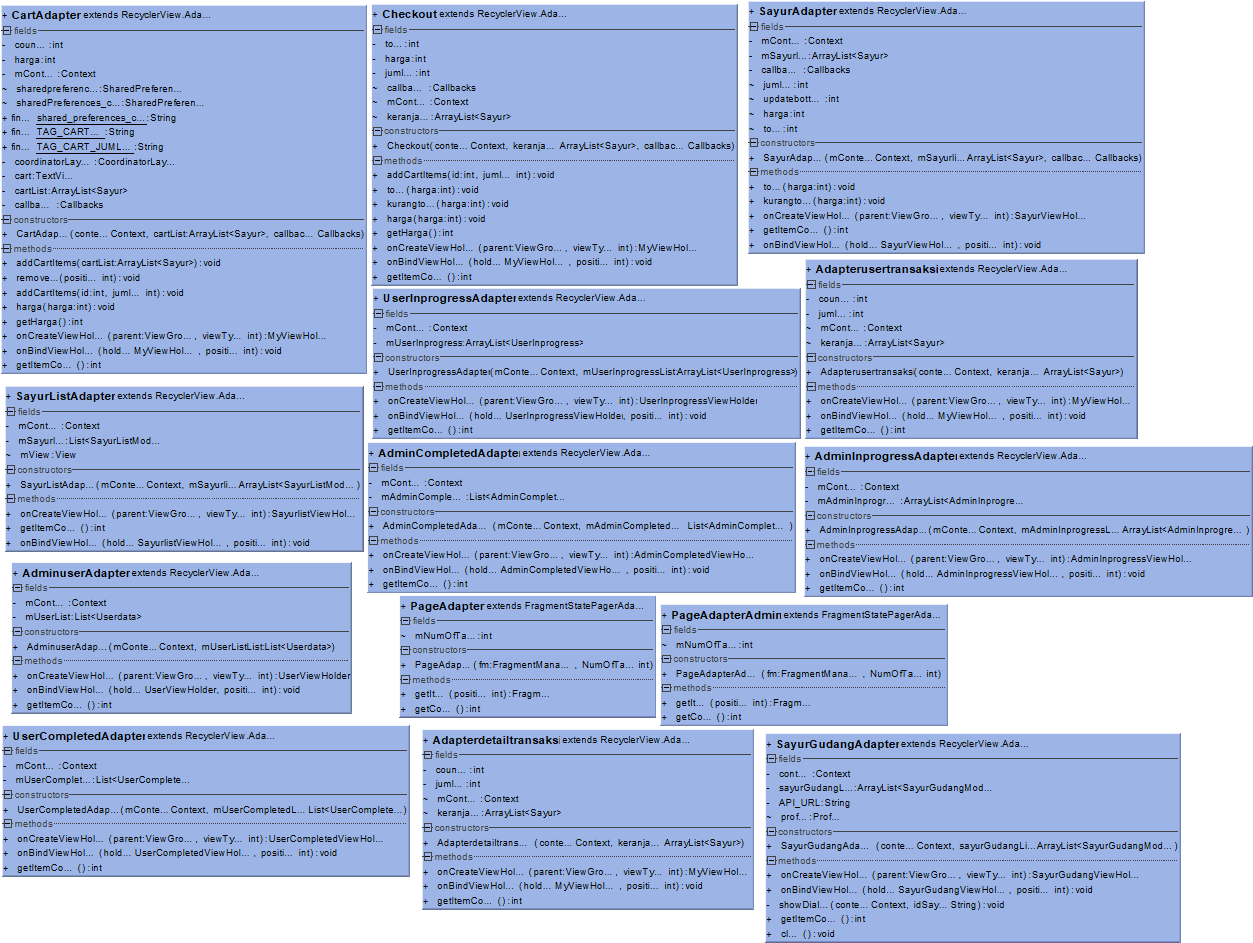 + CartAdapter extends RecyclerView.Ada...
fields
- coun... :int
- harga:int
- mCont... :Context
~ sharedpreferenc... :SharedPreferen...
~ sharedPreferences_c...:SharedPreferen...
+ fin... shared_preferences_c...:String
+ fin... TAG_CART... :String
+ fin... TAG_CART_JUML... :String
- coordinatorLay... :CoordinatorLay...
- cart:TextVi...
- cartList:ArrayList<Sayur>
- callba... :Callbacks
constructors
+ CartAdap... (conte... Context, cartList:ArrayList<Sayur>, callbac... Callbacks)
methods
+ addCartItems(cartList:ArrayList<Sayur>):void
+ remove...(positi... int):void
+ addCartItems(id:int, juml... int):void
+ harga(harga:int):void
+ getHarga():int
+ onCreateViewHol... (parent:ViewGro... , viewTy... int):MyViewHol...
+ onBindViewHol... (hold... MyViewHol... , positi... int):void
+ getItemCo... ():int
+ Checkout extends RecyclerView.Ada...
fields
- to... :int
- harga:int
- juml... :int
~ callba... :Callbacks
~ mCont... :Context
~ keranja... :ArrayList<Sayur>
constructors
+ Checkout(conte... Context, keranja... ArrayList<Sayur>, callbac... Callbacks)
methods
+ addCartItems(id:int, juml... int):void
+ to... (harga:int):void
+ kurangto... (harga:int):void
+ harga(harga:int):void
+ getHarga():int
+ onCreateViewHol... (parent:ViewGro... , viewTy... int):MyViewHol...
+ onBindViewHol... (hold... MyViewHol... , positi... int):void
+ getItemCo... ():int
+ SayurAdapter extends RecyclerView.Ada...
fields
- mCont... :Context
- mSayurl... :ArrayList<Sayur>
- callba... :Callbacks
~ juml... :int
~ updatebott... :int
~ harga:int
~ to... :int
constructors
+ SayurAdap... (mConte... Context, mSayurli... ArrayList<Sayur>, callbac... Callbacks)
methods
+ to... (harga:int):void
+ kurangto... (harga:int):void
+ onCreateViewHol... (parent:ViewGro... , viewTy... int):SayurViewHol...
+ getItemCo... ():int
+ onBindViewHol... (hold... SayurViewHol... , positi... int):void
+ Adapterusertransaksi extends RecyclerView.Ada...
fields
- coun... :int
- juml... :int
~ mCont... :Context
~ keranja... :ArrayList<Sayur>
constructors
+ Adapterusertransaks(conte... Context, keranja... ArrayList<Sayur>)
methods
+ onCreateViewHol... (parent:ViewGro... , viewTy... int):MyViewHol...
+ onBindViewHol... (hold... MyViewHol... , positi... int):void
+ getItemCo... ():int
+ UserInprogressAdapter extends RecyclerView.Ada...
fields
- mCont... :Context
- mUserInprogress:ArrayList<UserInprogress>
constructors
+ UserInprogressAdapte(mConte... Context, mUserInprogressList:ArrayList<UserInprogress>)
methods
+ onCreateViewHol... (parent:ViewGro... , viewTy... int):UserInprogressViewHolder
+ onBindViewHol... (hold... UserInprogressViewHolder, positi... int):void
+ getItemCo... ():int
+ SayurListAdapter extends RecyclerView.Ada...
fields
- mCont... :Context
- mSayurl...:List<SayurListMod...
~ mView:View
constructors
+ SayurListAdap... (mConte... Context, mSayurli... ArrayList<SayurListMod... )
methods
+ onCreateViewHol... (parent:ViewGro... , viewTy... int):SayurlistViewHol...
+ getItemCo... ():int
+ onBindViewHol... (hold... SayurlistViewHol... , positi... int):void
+ AdminCompletedAdapte extends RecyclerView.Ada...
fields
- mCont... :Context
- mAdminComple... :List<AdminComplet...
constructors
+ AdminCompletedAda... (mConte... Context, mAdminCompleted... List<AdminComplet... )
methods
+ onCreateViewHol... (parent:ViewGro... , viewTy... int):AdminCompletedViewHo...
+ onBindViewHol... (hold... AdminCompletedViewHo... , positi... int):void
+ getItemCo... ():int
+ AdminInprogressAdapter extends RecyclerView.Ada...
fields
- mCont... :Context
- mAdminInprogr... :ArrayList<AdminInprogre...
constructors
+ AdminInprogressAdap...(mConte... Context, mAdminInprogressL... ArrayList<AdminInprogre... )
methods
+ onCreateViewHol... (parent:ViewGro... , viewTy... int):AdminInprogressViewHol...
+ onBindViewHol... (hold... AdminInprogressViewHol... , positi... int):void
+ getItemCo... ():int
+ AdminuserAdapter extends RecyclerView.Ada...
fields
- mCont... :Context
- mUserList:List<Userdata>
constructors
+ AdminuserAdap... (mConte... Context, mUserListList:List<Userdata>)
methods
+ onCreateViewHol... (parent:ViewGro... , viewTy... int):UserViewHolder
+ onBindViewHol... (hold... UserViewHolder, positi... int):void
+ getItemCo... ():int
+ PageAdapter extends FragmentStatePagerAda...
fields
~ mNumOfTa... :int
constructors
+ PageAdap... (fm:FragmentMana... , NumOfTa... int)
methods
+ getIt... (positi... int):Fragm...
+ getCo... ():int
+ PageAdapterAdmin extends FragmentStatePagerAda...
fields
~ mNumOfTa... :int
constructors
+ PageAdapterAd... (fm:FragmentMana... , NumOfTa... int)
methods
+ getIt... (positi... int):Fragm...
+ getCo... ():int
+ UserCompletedAdapter extends RecyclerView.Ada...
fields
- mCont... :Context
- mUserComplet...:List<UserComplete...
constructors
+ UserCompletedAdap... (mConte... Context, mUserCompletedL... List<UserComplete... )
methods
+ onCreateViewHol... (parent:ViewGro... , viewTy... int):UserCompletedViewHol...
+ onBindViewHol... (hold... UserCompletedViewHol... , positi... int):void
+ getItemCo... ():int
+ Adapterdetailtransaksi extends RecyclerView.Ada...
fields
- coun... :int
- juml... :int
~ mCont... :Context
~ keranja... :ArrayList<Sayur>
constructors
+ Adapterdetailtrans... (conte... Context, keranja... ArrayList<Sayur>)
methods
+ onCreateViewHol... (parent:ViewGro... , viewTy... int):MyViewHol...
+ onBindViewHol... (hold... MyViewHol... , positi... int):void
+ getItemCo... ():int
+ SayurGudangAdapter extends RecyclerView.Ada...
fields
- cont... :Context
- sayurGudangL...:ArrayList<SayurGudangMod...
- API_URL:String
~ prof...:Prof...
constructors
+ SayurGudangAda... (conte... Context, sayurGudangLi...ArrayList<SayurGudangMod... )
methods
+ onCreateViewHol... (parent:ViewGro... , viewTy... int):SayurGudangViewHol...
+ onBindViewHol... (hold... SayurGudangViewHol... , positi... int):void
- showDial...(conte... Context, idSay... String):void
+ getItemCo... ():int
+ cl... ():void